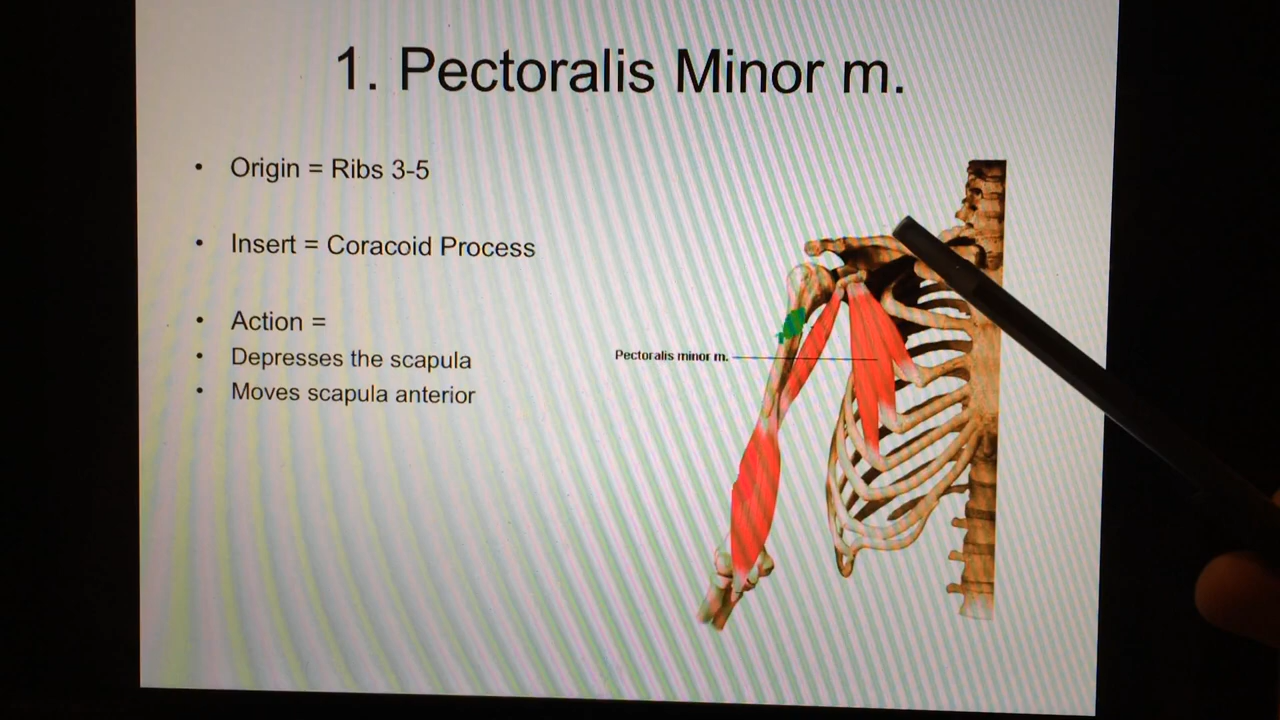 1. Pectoralis Minor m.
• Origin = Ribs 3-5
• Insert = Coracoid Process
• Action =
• Depresses the scapula
• Moves scapula anterior
Pectoralis minor m.